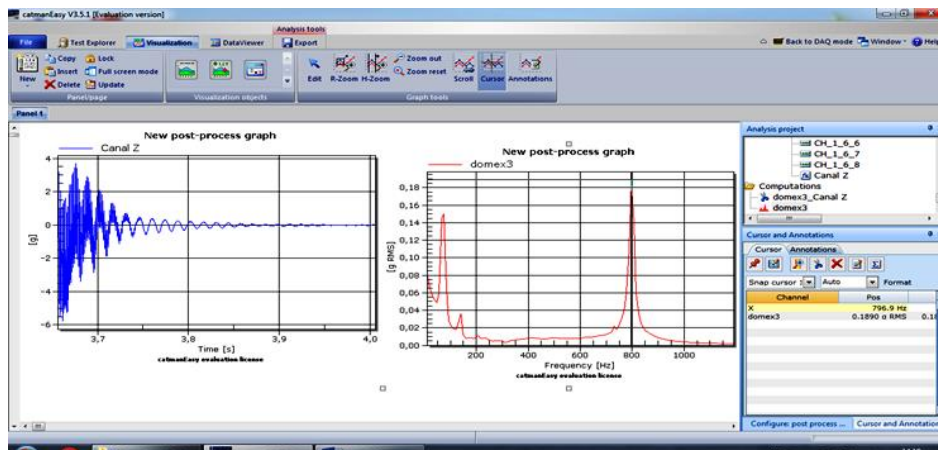 catmanEasy V3.5.1 [Evaluation version]
Analysis tools
File Test Explorer Visualization DataViewer Export Back to DAQ mode Window Help
New Copy Insert Delete Lock Full screen mode Update
Edit R-Zoom H-Zoom Zoom out Zoom reset Scroll Cursor Annotations
Panel/page Visualization objects Graph tools
Panel 1
New post-process graph
Canal Z
4
2
0
-2
-4
-6
[g]
3,7 3,8 3,9 4,0
Time [s]
catmanEasy evaluation license
New post-process graph
domex3
0,18
0,16
0,14
0,12
0,10
0,08
0,06
0,04
0,02
0,00
[g RMS]
200 400 600 800 1000
Frequency [Hz]
catmanEasy evaluation license
Analysis project
CH_1_6_6
CH_1_6_7
CH_1_6_8
Canal Z
Computations
domex3_Canal Z
domex3
Cursor and Annotations
Cursor Annotations
Snap cursor Auto Format
Channel Pos
X 796.9 Hz
domex3 0.1890 g RMS 0.18
Configure: post process ... Cursor and Annotation